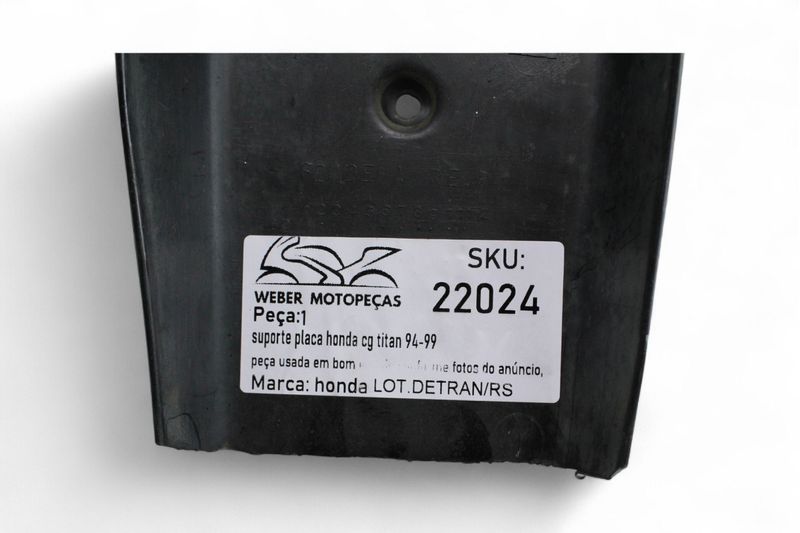 SKU:
22024
WEBER MOTOPEÇAS
Peça:1
suporte placa honda cg titan 94-99
peça usada em bom fotos do anúncio,
Marca: honda LOT.DETRAN/RS